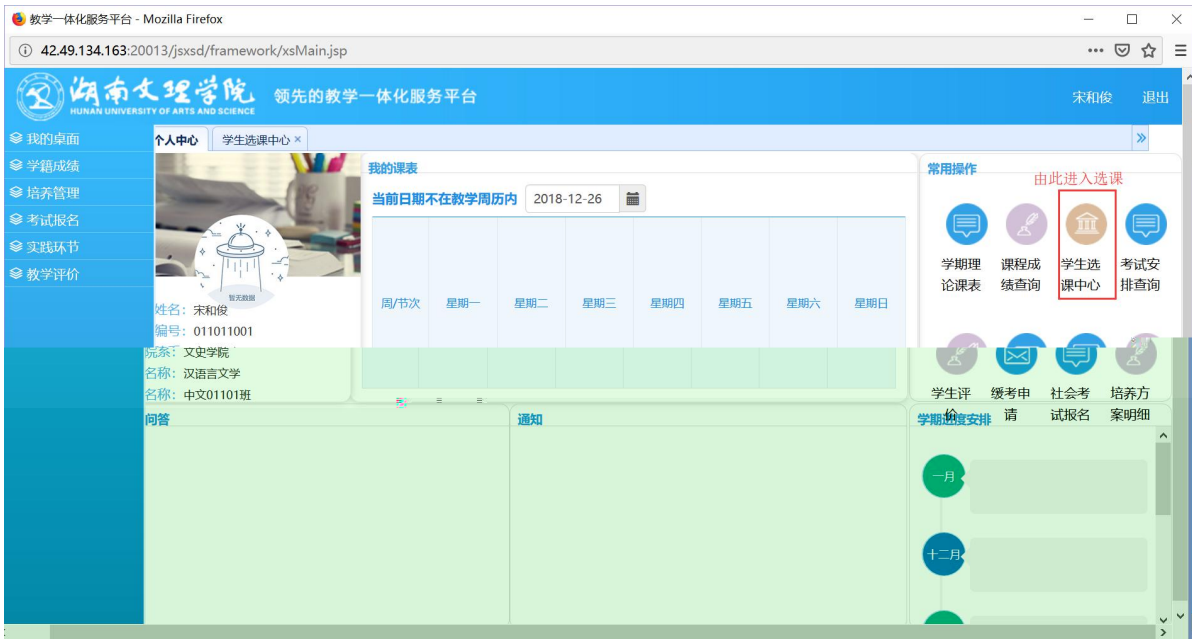 教学一体化服务平台 - Mozilla Firefox
42.49.134.163:20013/jsxsd/framework/xsMain.jsp
湖南文理学院
HUNAN UNIVERSITY OF ARTS AND SCIENCE
领先的教学一体化服务平台
宋和俊 退出
我的桌面
学籍成绩
培养管理
考试报名
实践环节
教学评价
个人中心 学生选课中心 ×
暂无数据
姓名：宋和俊
编号：011011001
院系：文史学院
名称：汉语言文学
名称：中文01101班
我的课表
当前日期不在教学周历内 2018-12-26
周/节次 星期一 星期二 星期三 星期四 星期五 星期六 星期日
常用操作
由此进入选课
学期理论课表
课程成绩查询
学生选课中心
考试安排查询
学生评价
缓考申请
社会考试报名
培养方案明细
问答
通知
学期进度安排
一月
十二月